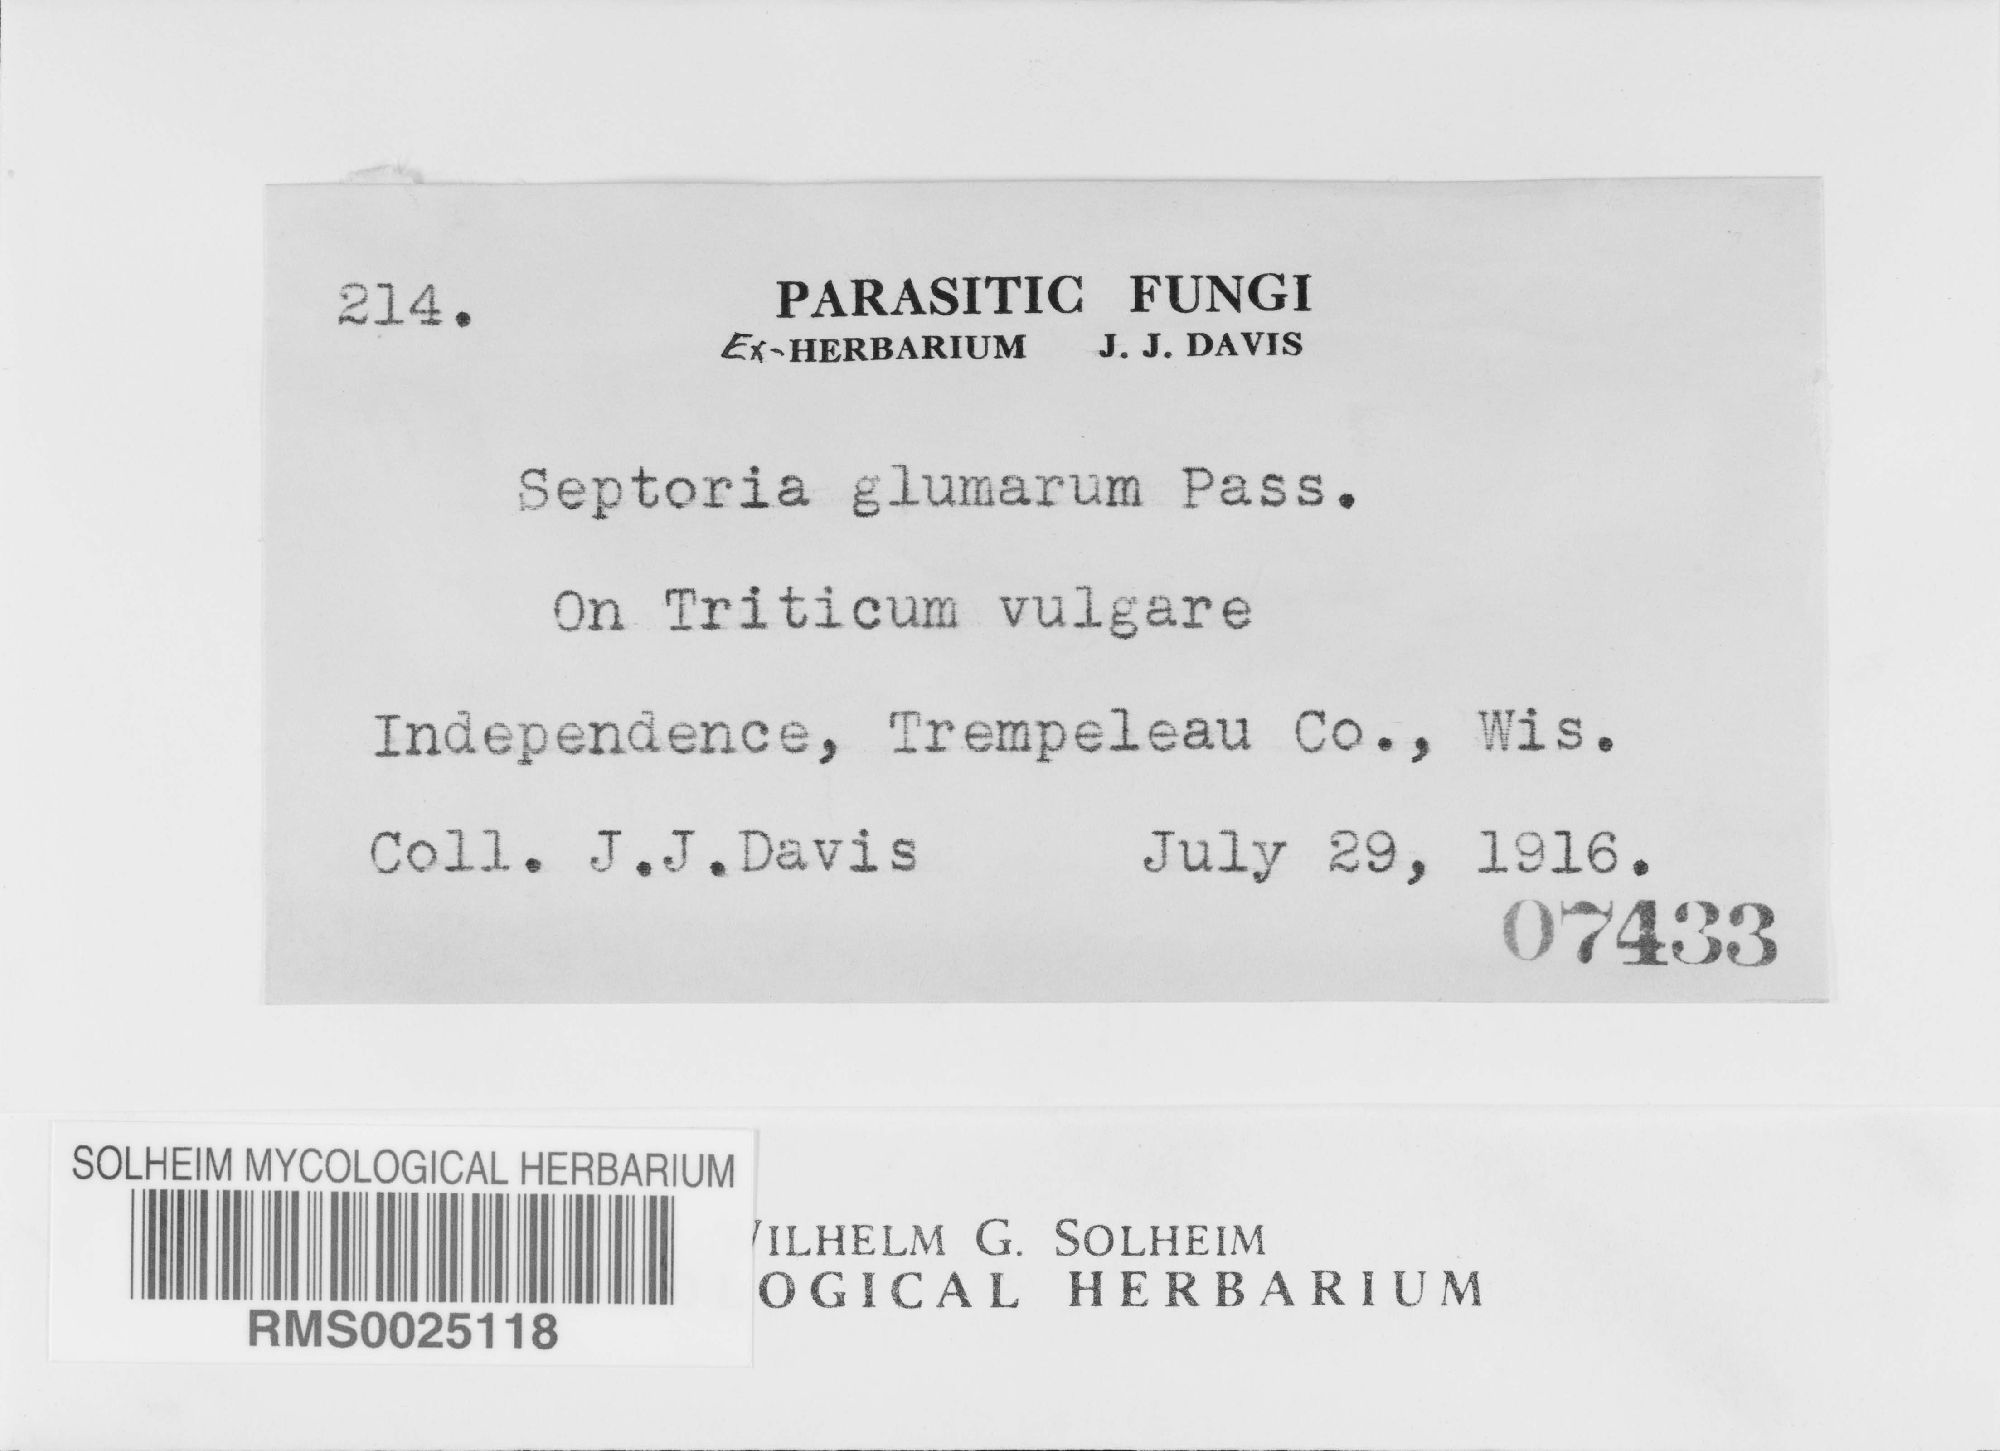 214.
PARASITIC FUNGI
Ex-HERBARIUM J. J. DAVIS
Septoria glumarum Pass.
On Triticum vulgare
Independence, Trempeleau Co., Wis.
Coll. J.J.Davis July 29, 1916.
07433
SOLHEIM MYCOLOGICAL HERBARIUM
RMS0025118
ILHELM G. SOLHEIM
OGICAL HERBARIUM